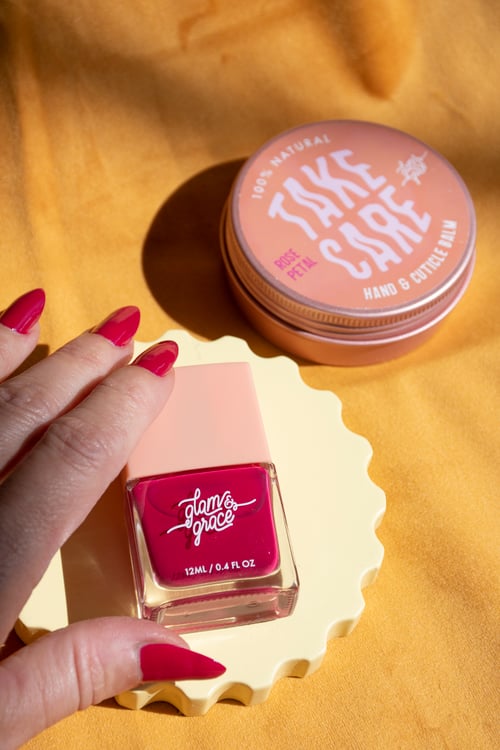 100% NATURAL
TAKE
CARE
ROSE
PETAL
HAND & CUTICLE BALM
glam &
grace
12ML / 0.4 FL OZ